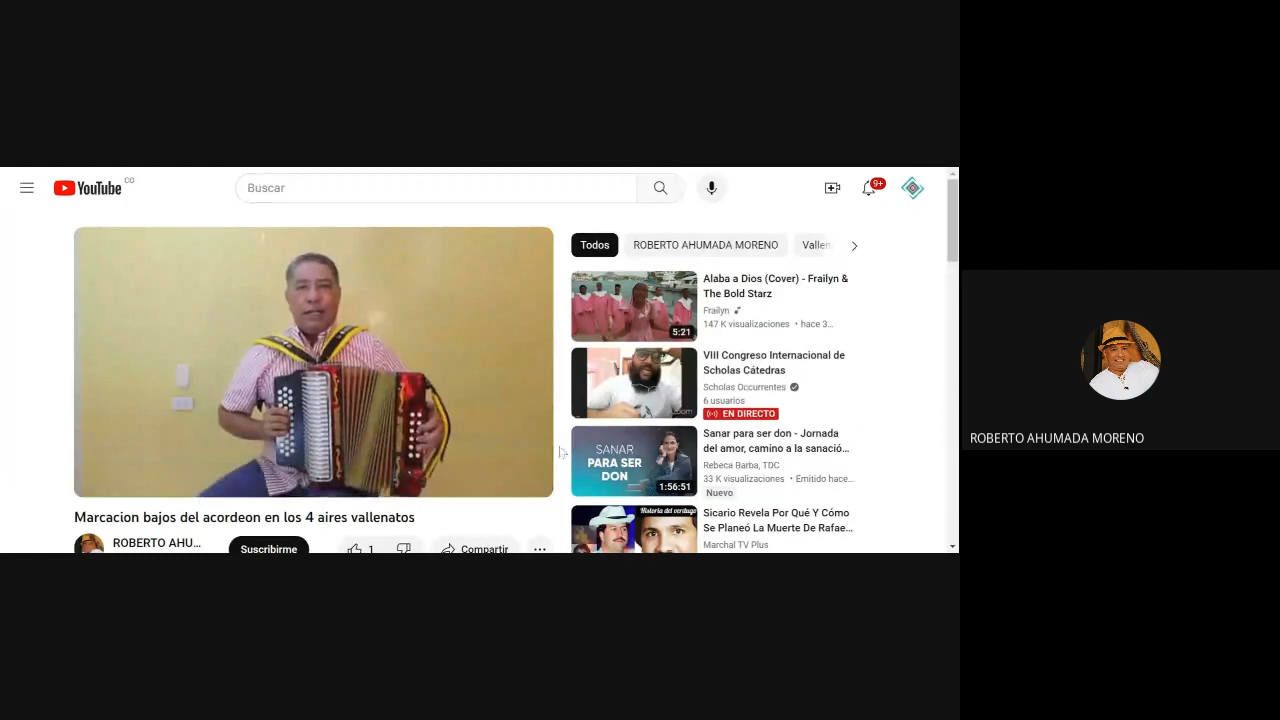 YouTube CO
Buscar
9+
Todos
ROBERTO AHUMADA MORENO
Vallen
Alaba a Dios (Cover) - Frailyn &
The Bold Starz
Frailyn
147 K visualizaciones • hace 3...
5:21
VIII Congreso Internacional de
Scholas Cátedras
Scholas Occurrentes
6 usuarios
EN DIRECTO
zoom
SANAR
PARA SER
DON
1:56:51
Sanar para ser don - Jornada
del amor, camino a la sanació...
Rebeca Barba, TDC
33 K visualizaciones • Emitido hace...
Nuevo
Historia del verdugo
Sicario Revela Por Qué Y Cómo
Se Planeó La Muerte De Rafae...
Marchal TV Plus
Marcacion bajos del acordeon en los 4 aires vallenatos
ROBERTO AHU...
Suscribirme
1
Compartir
ROBERTO AHUMADA MORENO